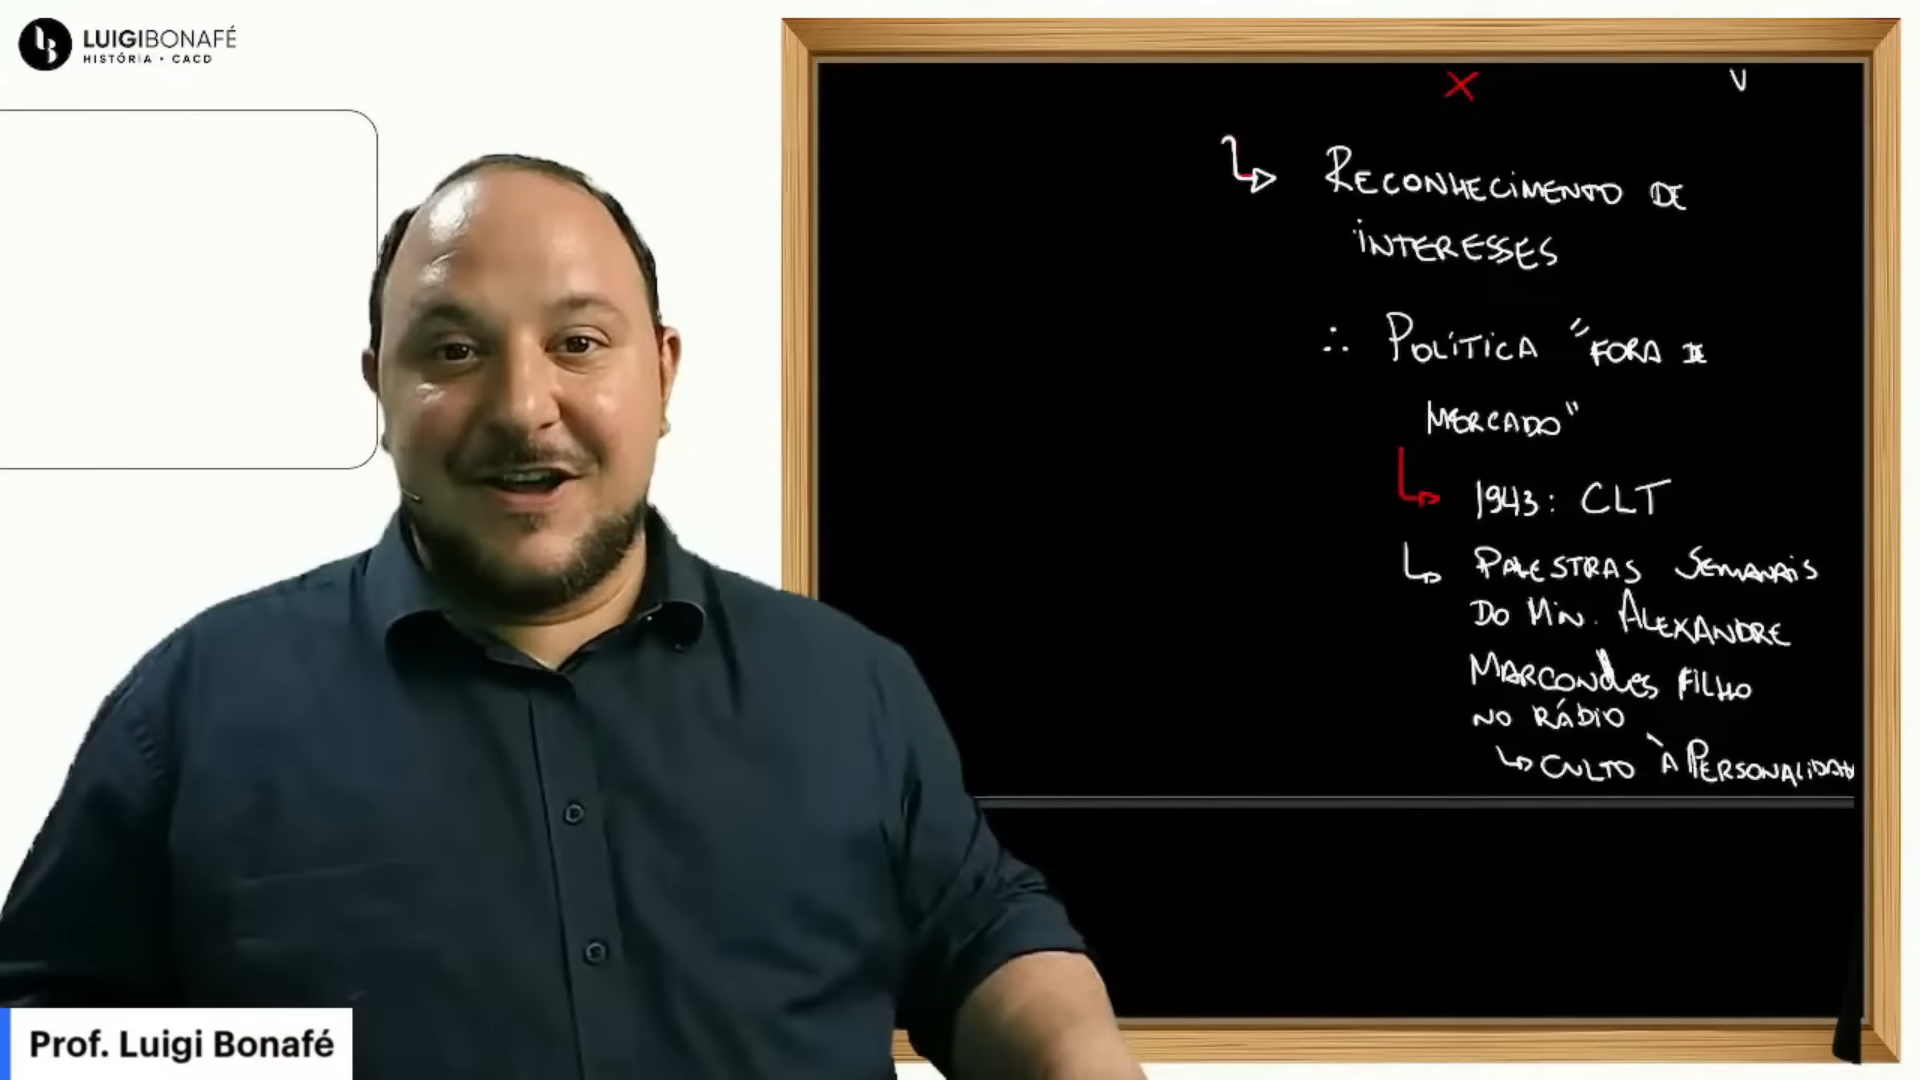 LUIGIBONAFÉ
HISTÓRIA • CACD
X V
↳ RECONHECIMENTO DE
INTERESSES
∴ POLÍTICA "FORA DE
MERCADO"
↳ 1943: CLT
↳ PALESTRAS SEMANAIS
DO MIN. ALEXANDRE
MARCONDES FILHO
NO RÁDIO
↳ CULTO À PERSONALIDADE
Prof. Luigi Bonafé